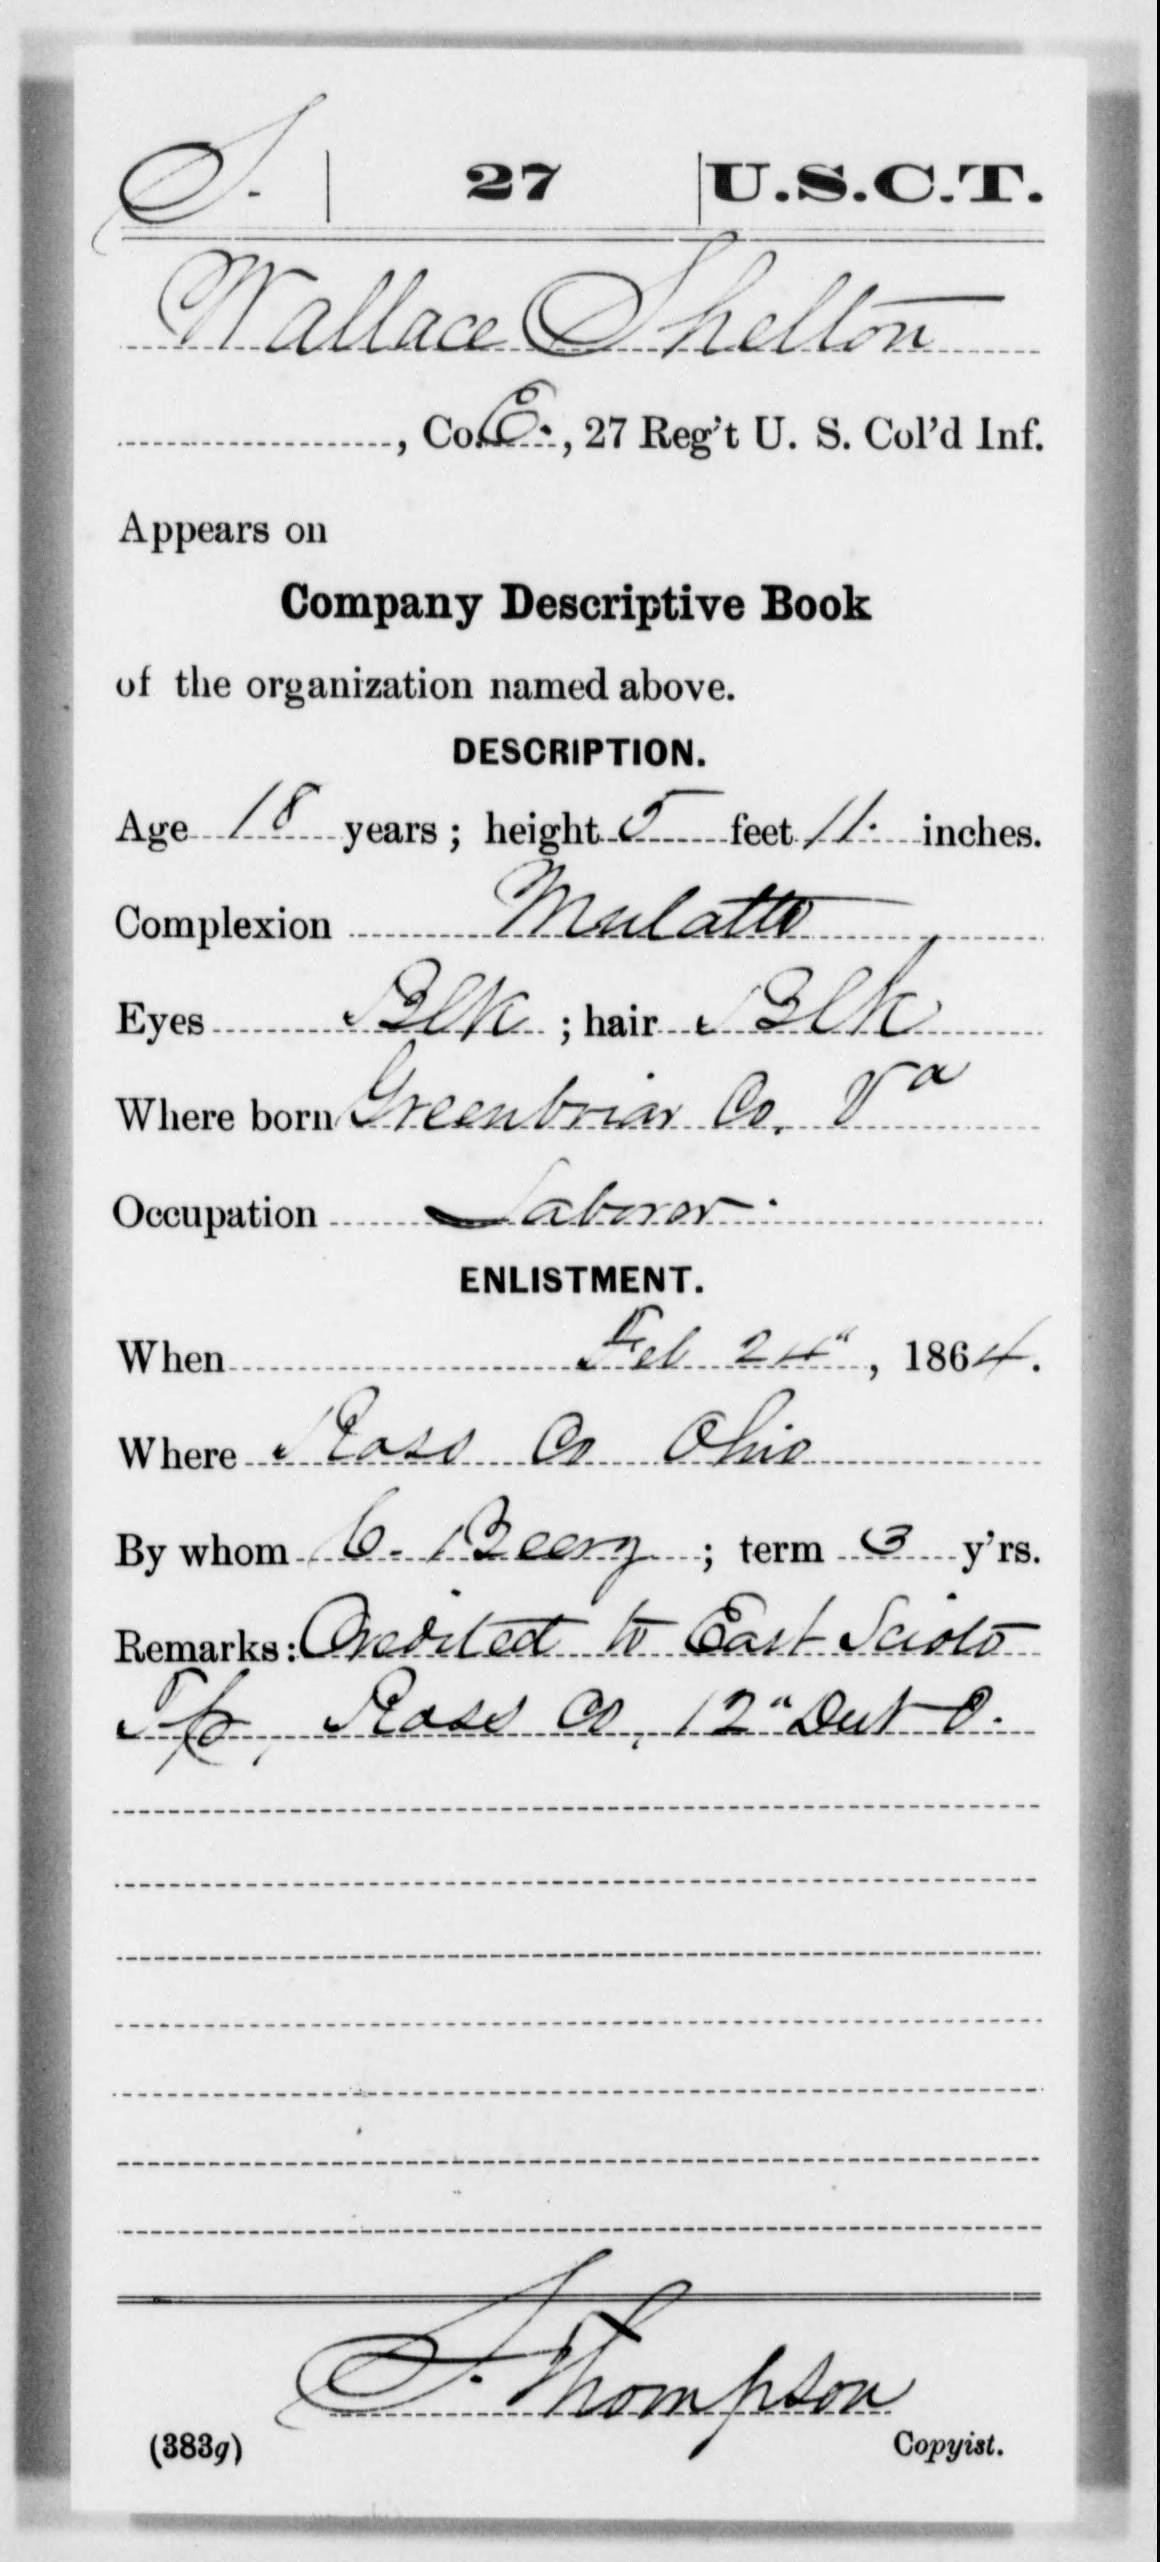 S. | 27 | U.S.C.T.
Wallace Shelton
, Co. E., 27 Reg't U. S. Col'd Inf.
Appears on
Company Descriptive Book
of the organization named above.
DESCRIPTION.
Age 18 years; height 5 feet 11. inches.
Complexion Mulatto
Eyes Blk; hair Blk
Where born Greenbriar Co. Va
Occupation Laborer.
ENLISTMENT.
When Feb 24", 1864.
Where Ross Co Ohio
By whom C. Beery; term 3 y'rs.
Remarks: Credited to East Scioto
Tp, Ross Co, 12" Dist O.
S. Thompson
(383g) Copyist.